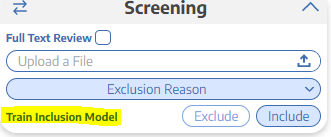 Screening
Full Text Review
Upload a File
Exclusion Reason
Train Inclusion Model Exclude Include